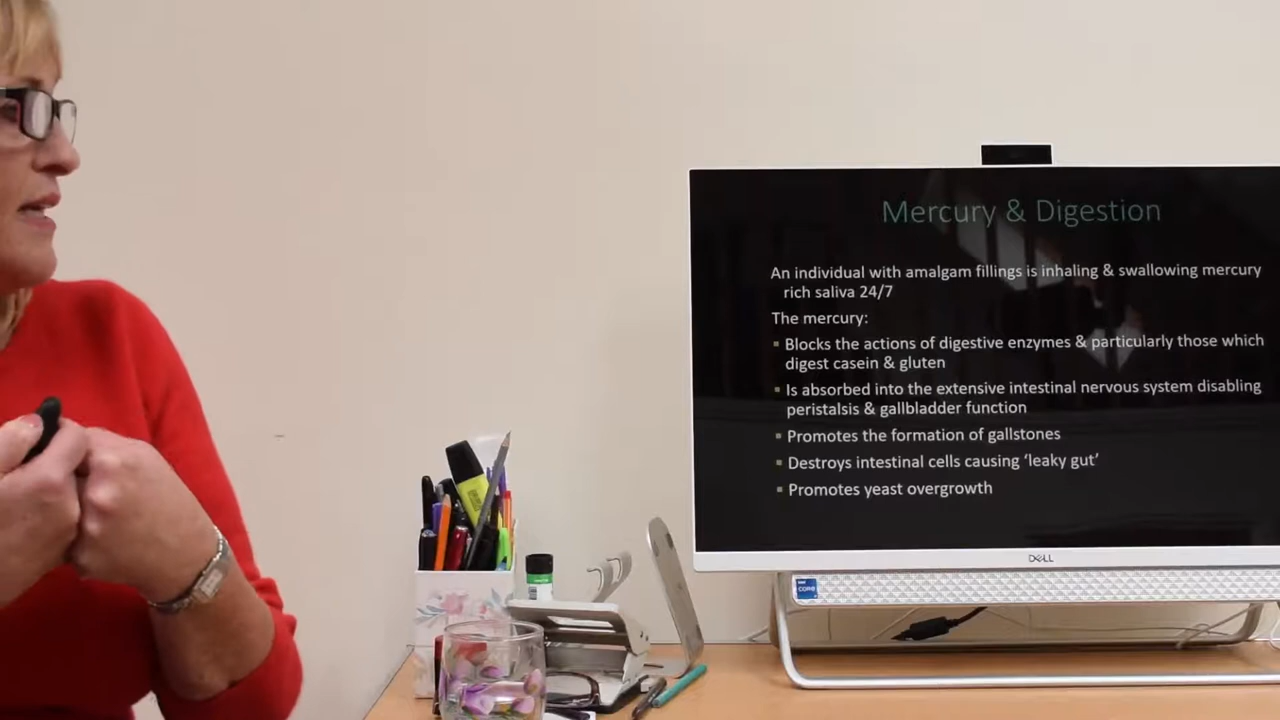 Mercury & Digestion
An individual with amalgam fillings is inhaling & swallowing mercury
rich saliva 24/7
The mercury:
▪ Blocks the actions of digestive enzymes & particularly those which
digest casein & gluten
▪ Is absorbed into the extensive intestinal nervous system disabling
peristalsis & gallbladder function
▪ Promotes the formation of gallstones
▪ Destroys intestinal cells causing ‘leaky gut’
▪ Promotes yeast overgrowth
DELL
CORE